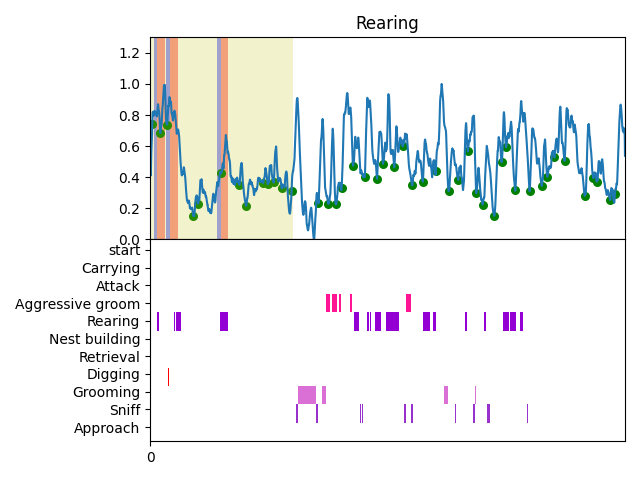 Rearing
1.2
1.0
0.8
0.6
0.4
0.2
0.0
start
Carrying
Attack
Aggressive groom
Rearing
Nest building
Retrieval
Digging
Grooming
Sniff
Approach
0